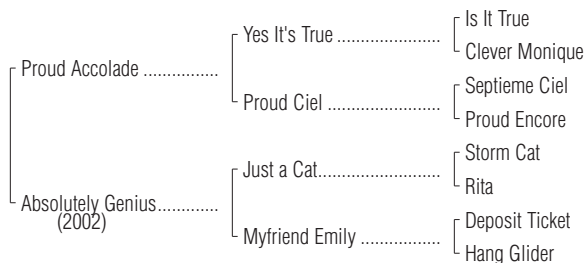 Is It True
Yes It's True ....................
Clever Monique
Proud Accolade ...............
Septieme Ciel
Proud Ciel ........................
Proud Encore
Storm Cat
Just a Cat........................
Rita
Absolutely Genius............
(2002)
Deposit Ticket
Myfriend Emily ................
Hang Glider